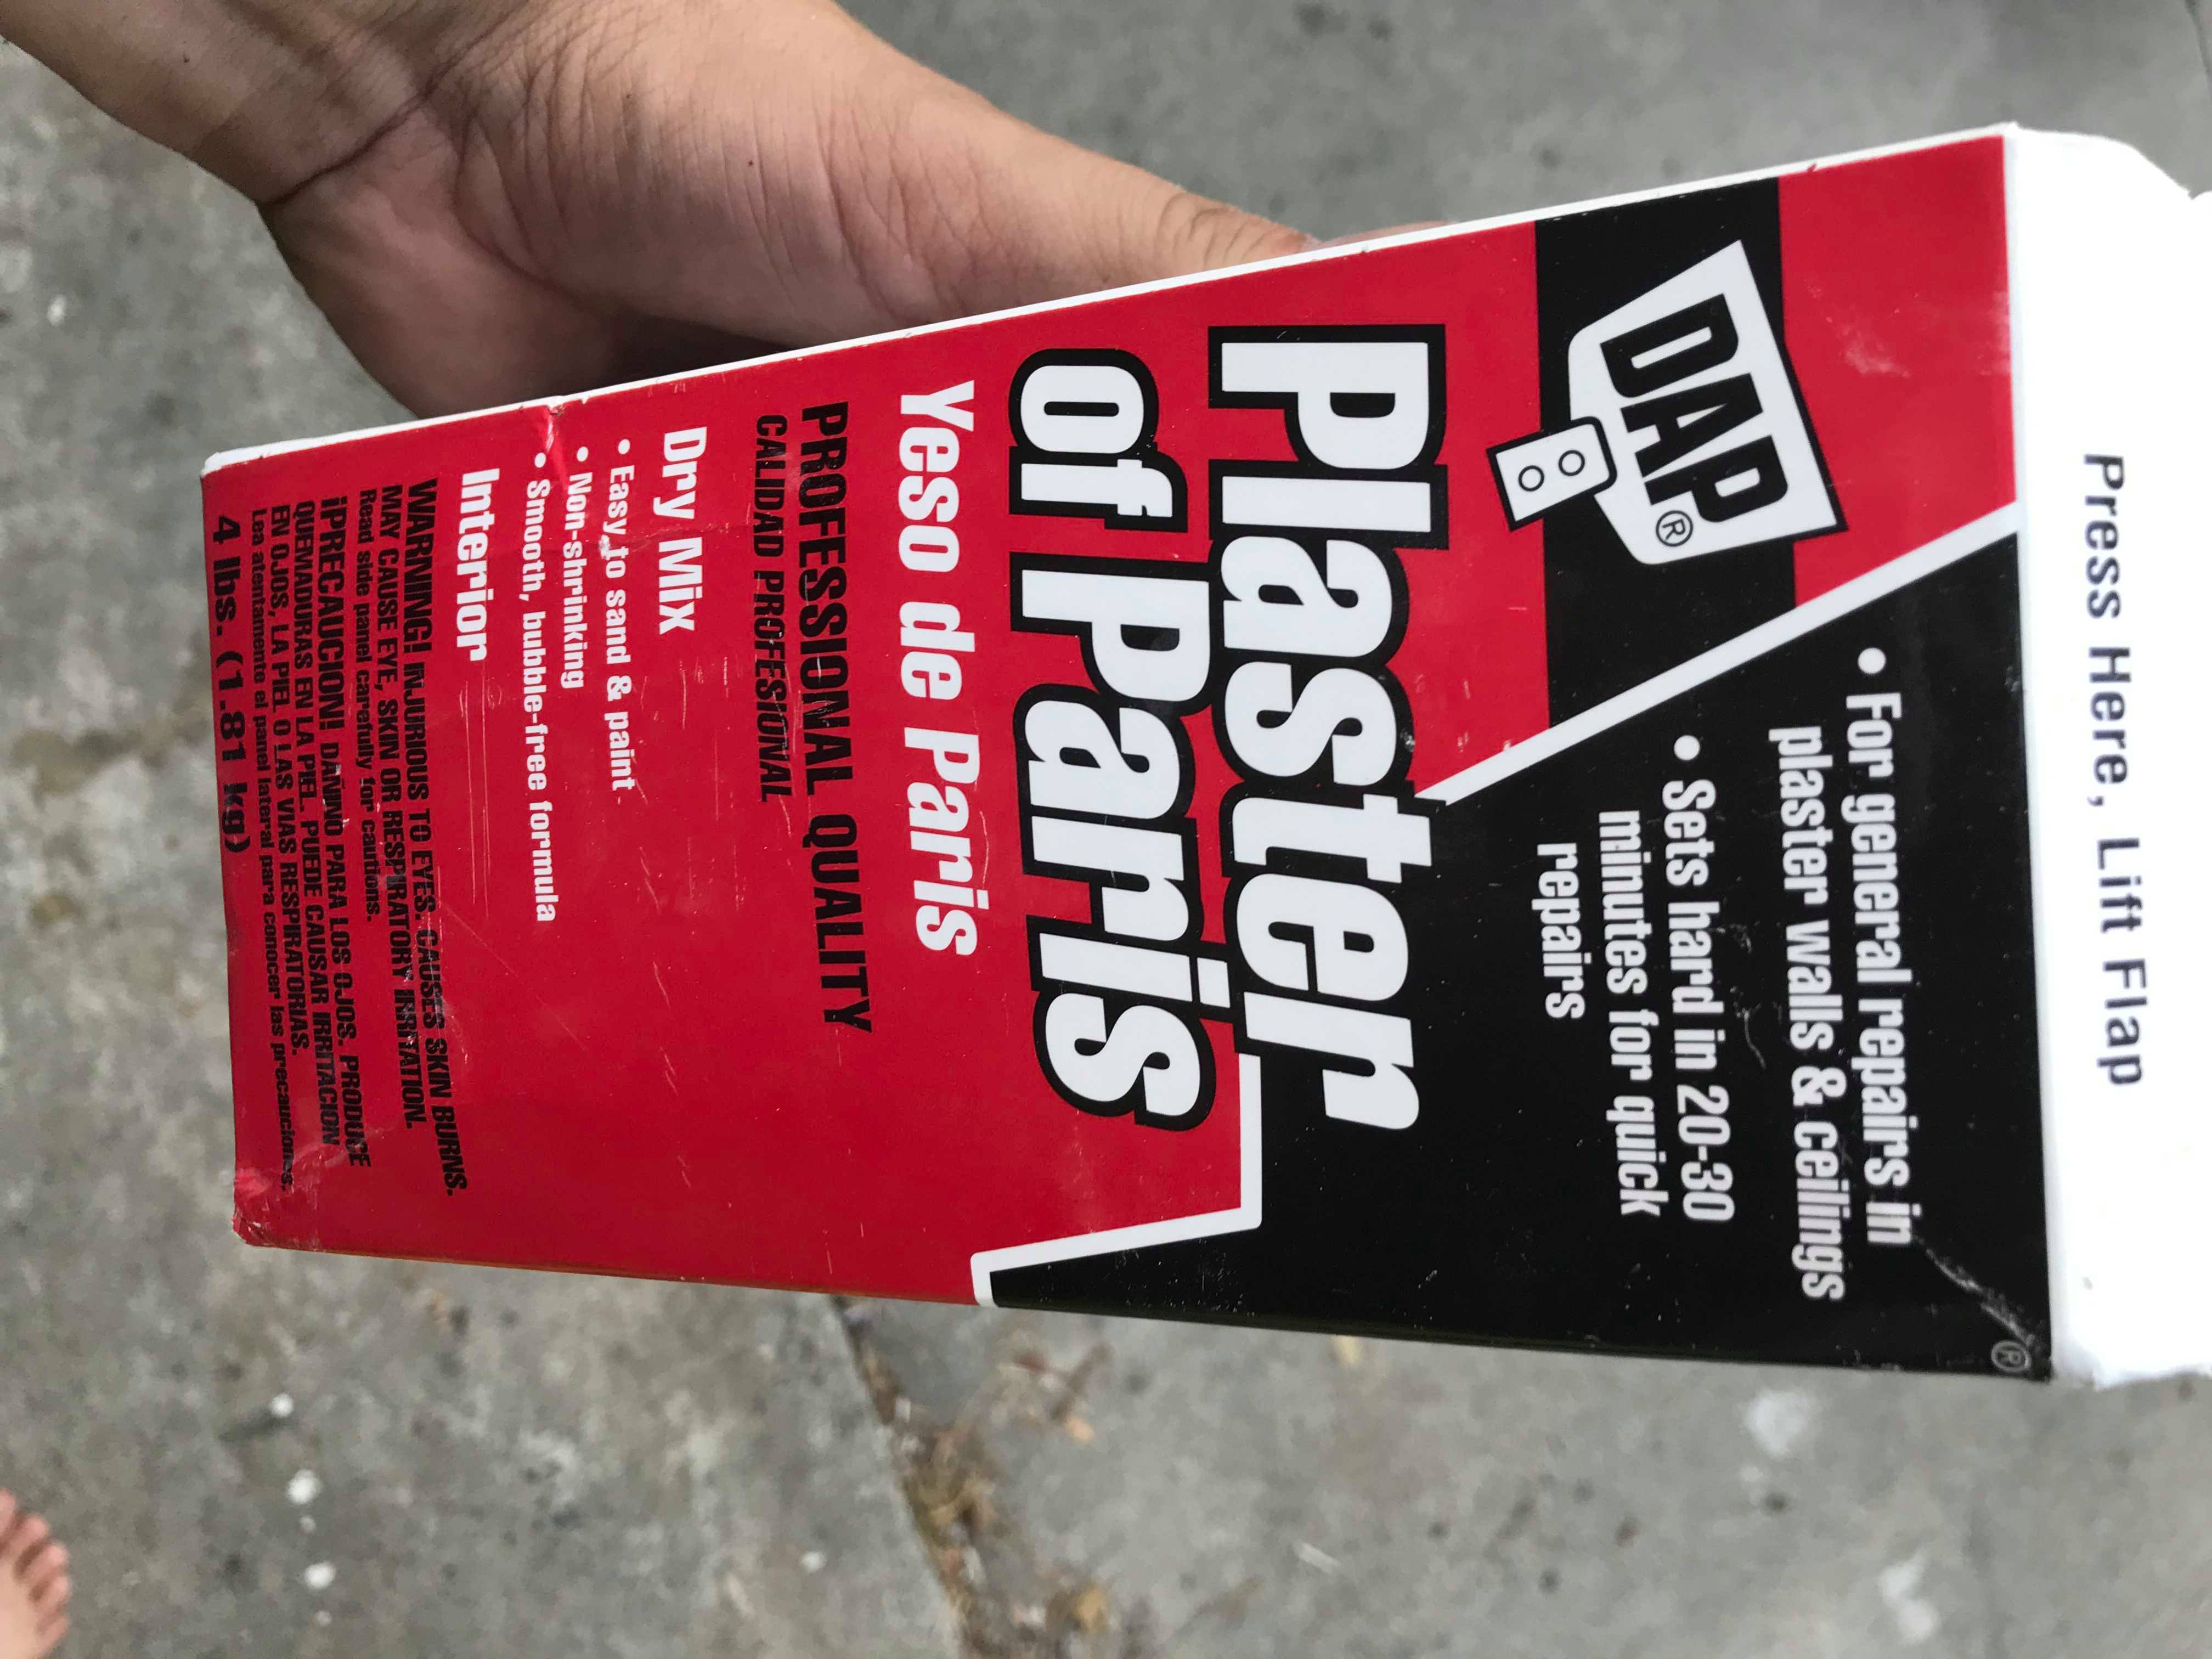 Press Here, Lift Flap
®
• For general repairs in
plaster walls & ceilings
• Sets hard in 20-30
minutes for quick
repairs
DAP®
Plaster
of Paris
Yeso de Paris
PROFESSIONAL QUALITY
CALIDAD PROFESIONAL
Dry Mix
• Easy to sand & paint
• Non-shrinking
• Smooth, bubble-free formula
Interior
WARNING! INJURIOUS TO EYES. CAUSES SKIN BURNS.
MAY CAUSE EYE, SKIN OR RESPIRATORY IRRITATION.
Read side panel carefully for cautions.
¡PRECAUCION! DAÑINO PARA LOS OJOS. PRODUCE
QUEMADURAS EN LA PIEL. PUEDE CAUSAR IRRITACION
EN OJOS, LA PIEL O LAS VIAS RESPIRATORIAS.
Lea atentamente el panel lateral para conocer las precauciones.
4 lbs. (1.81 kg)